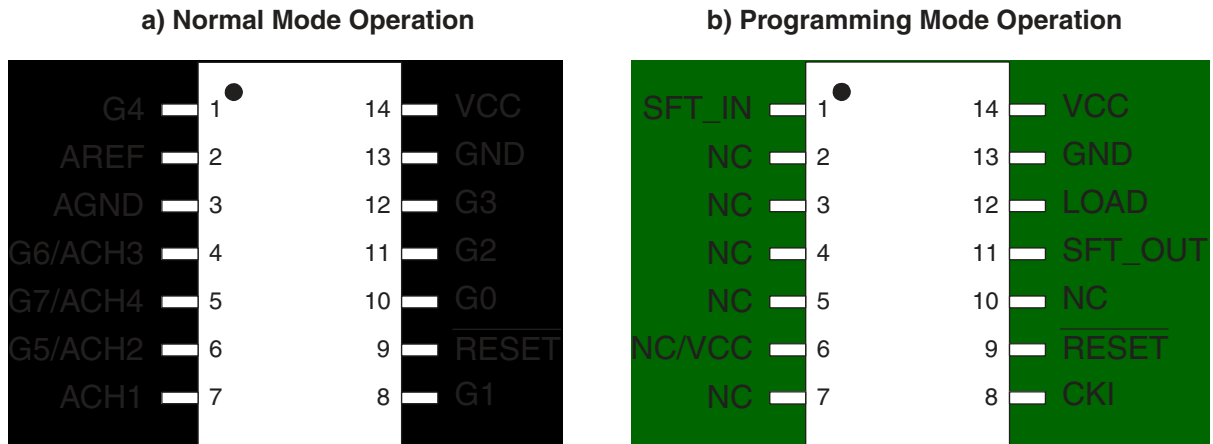 a) Normal Mode Operation
G4 1 14 VCC
AREF 2 13 GND
AGND 3 12 G3
G6/ACH3 4 11 G2
G7/ACH4 5 10 G0
G5/ACH2 6 9 RESET
ACH1 7 8 G1
b) Programming Mode Operation
SFT_IN 1 14 VCC
NC 2 13 GND
NC 3 12 LOAD
NC 4 11 SFT_OUT
NC 5 10 NC
NC/VCC 6 9 RESET
NC 7 8 CKI